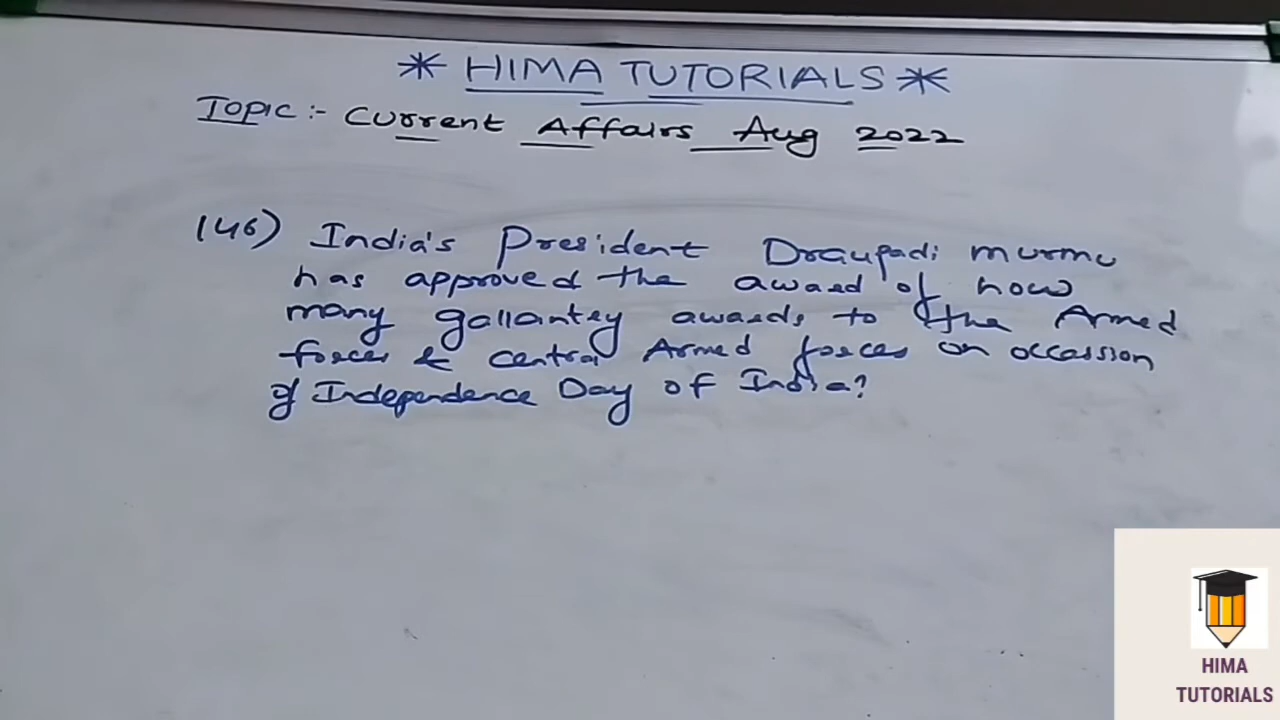 * HIMA TUTORIALS *
Topic:- Current Affairs Aug 2022
146) India's President Draupadi murmu
has approved the award of how
many gallantry awards to the Armed
forces & central Armed forces on occassion
of Independence Day of India?
HIMA
TUTORIALS